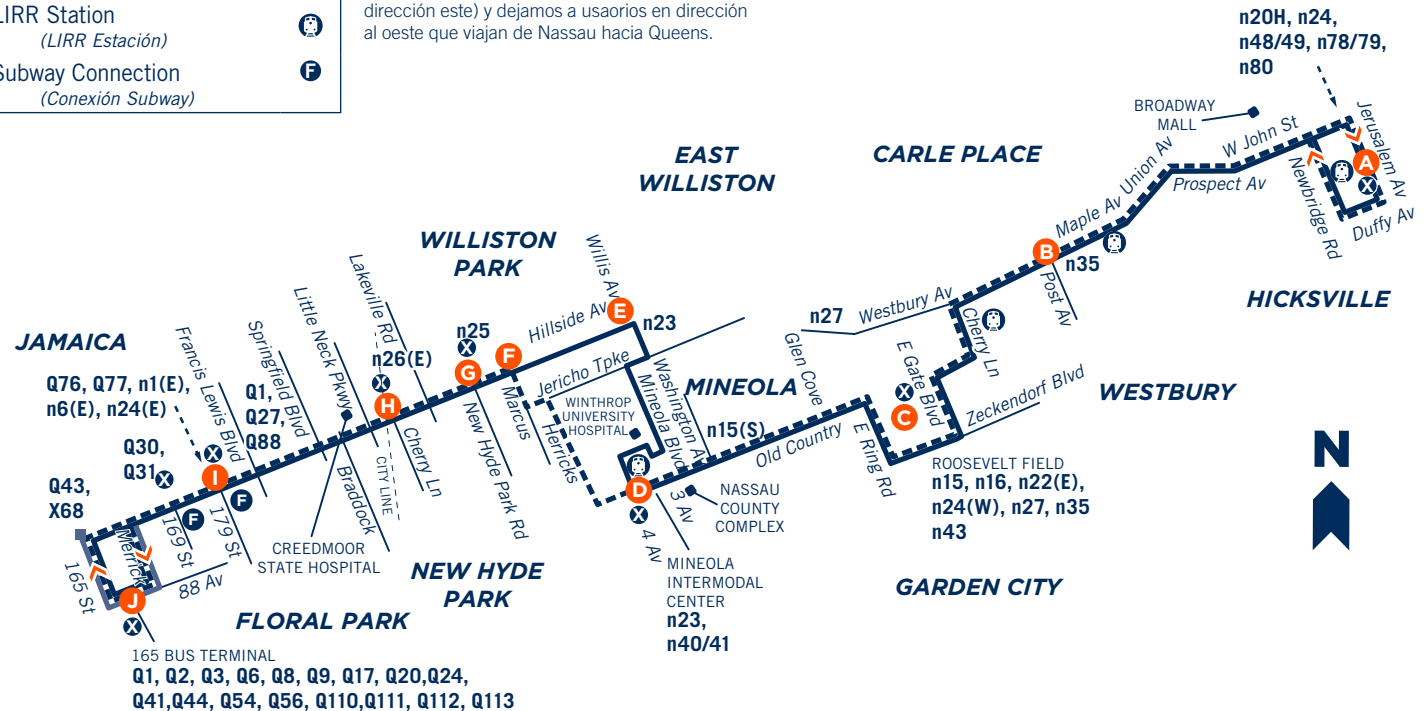 LIRR Station
(LIRR Estación)
Subway Connection
F
(Conexión Subway)
dirección este) y dejamos a usaorios en dirección
al oeste que viajan de Nassau hacia Queens.
n20H, n24,
n48/49, n78/79,
n80
BROADWAY
MALL
W John St
Jerusalem Av
A
X
Newbridge Rd
Duffy Av
Prospect Av
Union Av
Maple Av
HICKSVILLE
EAST
WILLISTON
CARLE PLACE
B
n35
Post Av
Westbury Av
n27
Cherry Ln
WESTBURY
Glen Cove
E Gate Blvd
X
C
Zeckendorf Blvd
E Ring Rd
Old Country
ROOSEVELT FIELD
n15, n16, n22(E),
n24(W), n27, n35
n43
GARDEN CITY
N
WILLISTON
PARK
Willis Av
E
n23
Hillside Av
Jericho Tpke
Washington Av
Mineola Blvd
MINEOLA
WINTHROP
UNIVERSITY
HOSPITAL
n15(S)
D
X
3 Av
4 Av
NASSAU
COUNTY
COMPLEX
MINEOLA
INTERMODAL
CENTER
n23,
n40/41
F
Marcus
Herricks
n25
X
G
New Hyde Park Rd
NEW HYDE
PARK
Lakeville Rd
n26(E)
X
H
Cherry Ln
CITY LINE
Little Neck Pkwy
Braddock
CREEDMOOR
STATE HOSPITAL
Springfield Blvd
Q1,
Q27,
Q88
Francis Lewis Blvd
JAMAICA
Q76, Q77, n1(E),
n6(E), n24(E)
X
I
F
179 St
Q30,
Q31
X
F
169 St
Q43,
X68
165 St
Merrick
88 Av
J
X
FLORAL PARK
165 BUS TERMINAL
Q1, Q2, Q3, Q6, Q8, Q9, Q17, Q20,Q24,
Q41,Q44, Q54, Q56, Q110,Q111, Q112, Q113